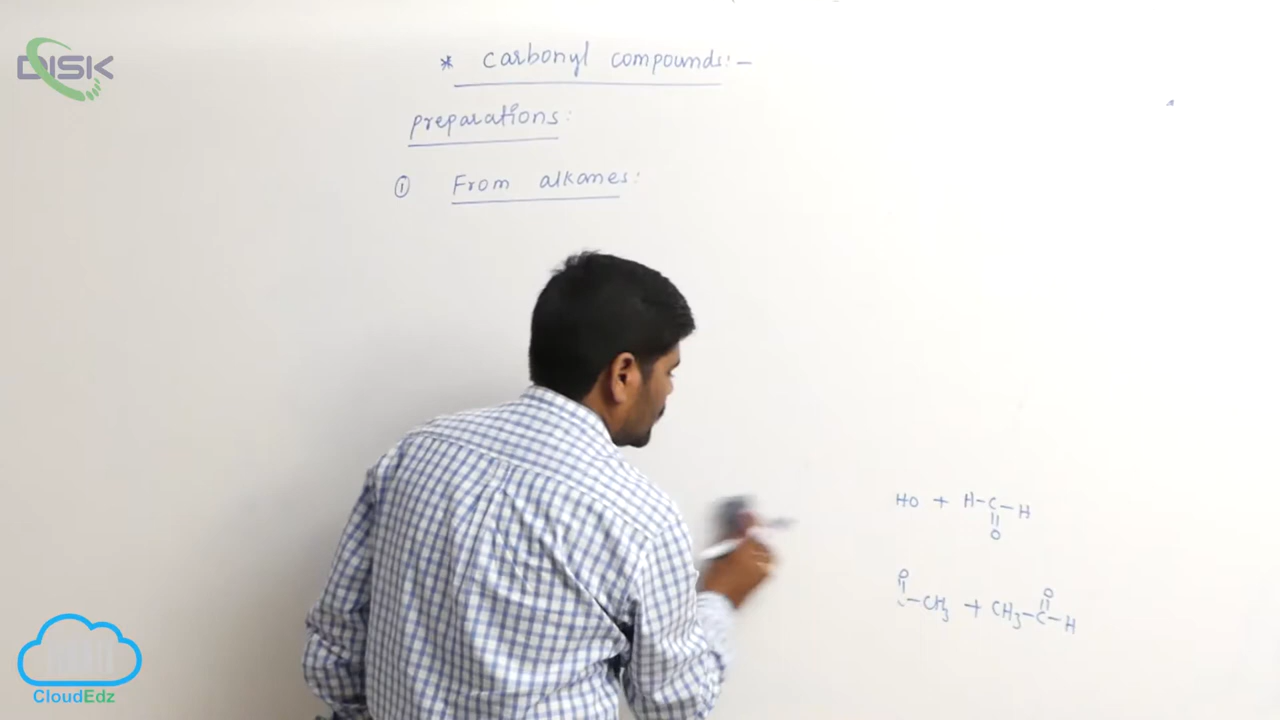 DISK
* Carbonyl compounds:-
preparations:
① From alkanes:
HO + H-C-H
O
O O
-CH3 + CH3-C-H
CloudEdz